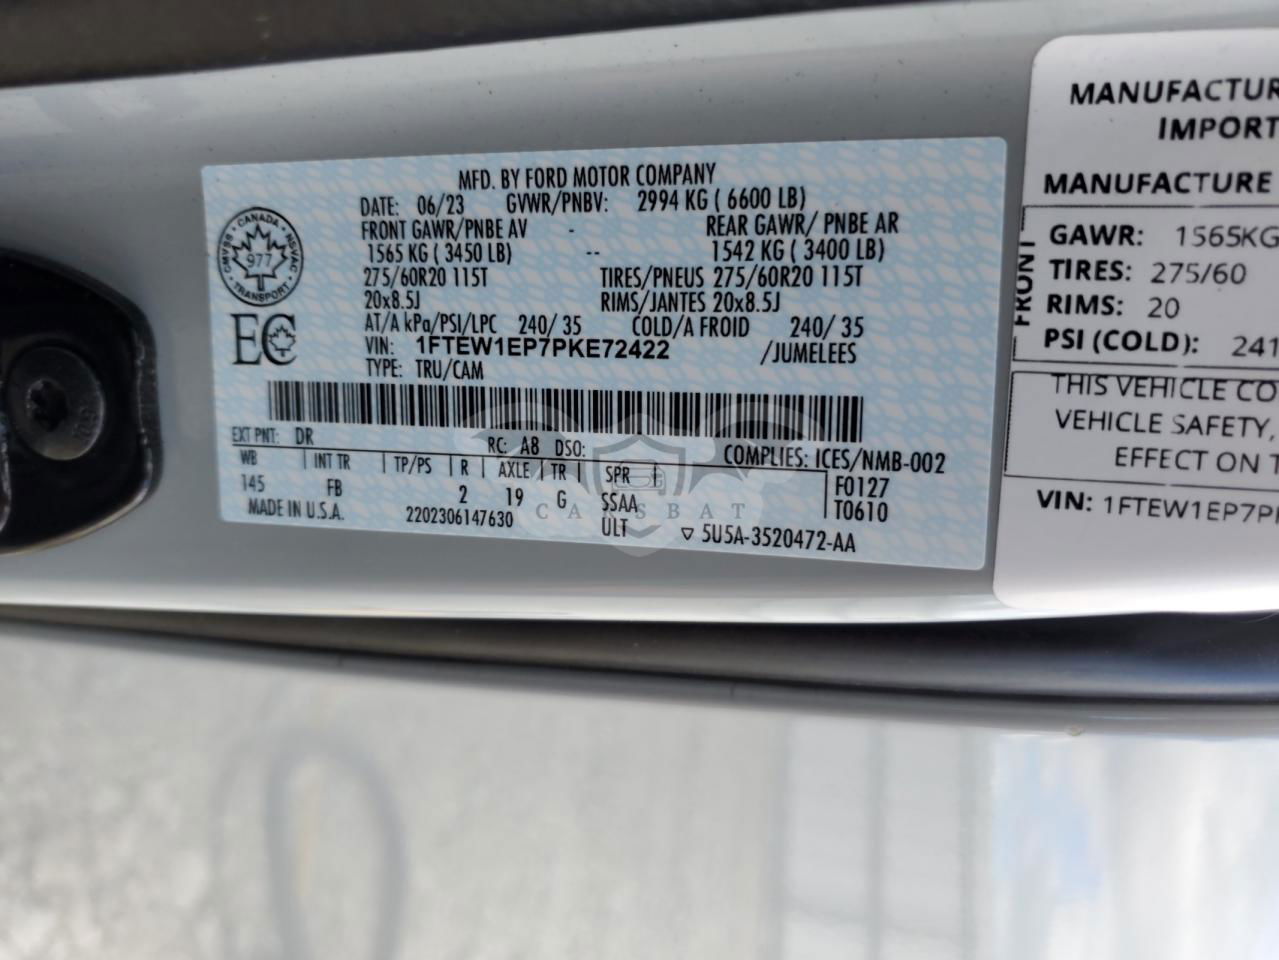 MFD. BY FORD MOTOR COMPANY
DATE: 06/23 GVWR/PNBV: 2994 KG ( 6600 LB)
FRONT GAWR/PNBE AV - REAR GAWR/ PNBE AR
1565 KG ( 3450 LB) -- 1542 KG ( 3400 LB)
275/60R20 115T TIRES/PNEUS 275/60R20 115T
20x8.5J RIMS/JANTES 20x8.5J
AT/A kPa/PSI/LPC 240/ 35 COLD/A FROID 240/ 35
VIN: 1FTEW1EP7PKE72422 /JUMELEES
TYPE: TRU/CAM
CANADA
CMVSS NSVAC
977
TRANSPORT
EC
EXT PNT: DR RC: A8 DSO: COMPLIES: ICES/NMB-002
WB INT TR TP/PS R AXLE TR SPR F0127
145 FB 2 19 G SSAA T0610
MADE IN U.S.A. 2202306147630 ULT ▽ 5U5A-3520472-AA
CARSBAT
MANUFACTUR
IMPORT
MANUFACTURE
FRONT
GAWR: 1565KG
TIRES: 275/60
RIMS: 20
PSI (COLD): 241
THIS VEHICLE CO
VEHICLE SAFETY,
EFFECT ON T
VIN: 1FTEW1EP7P